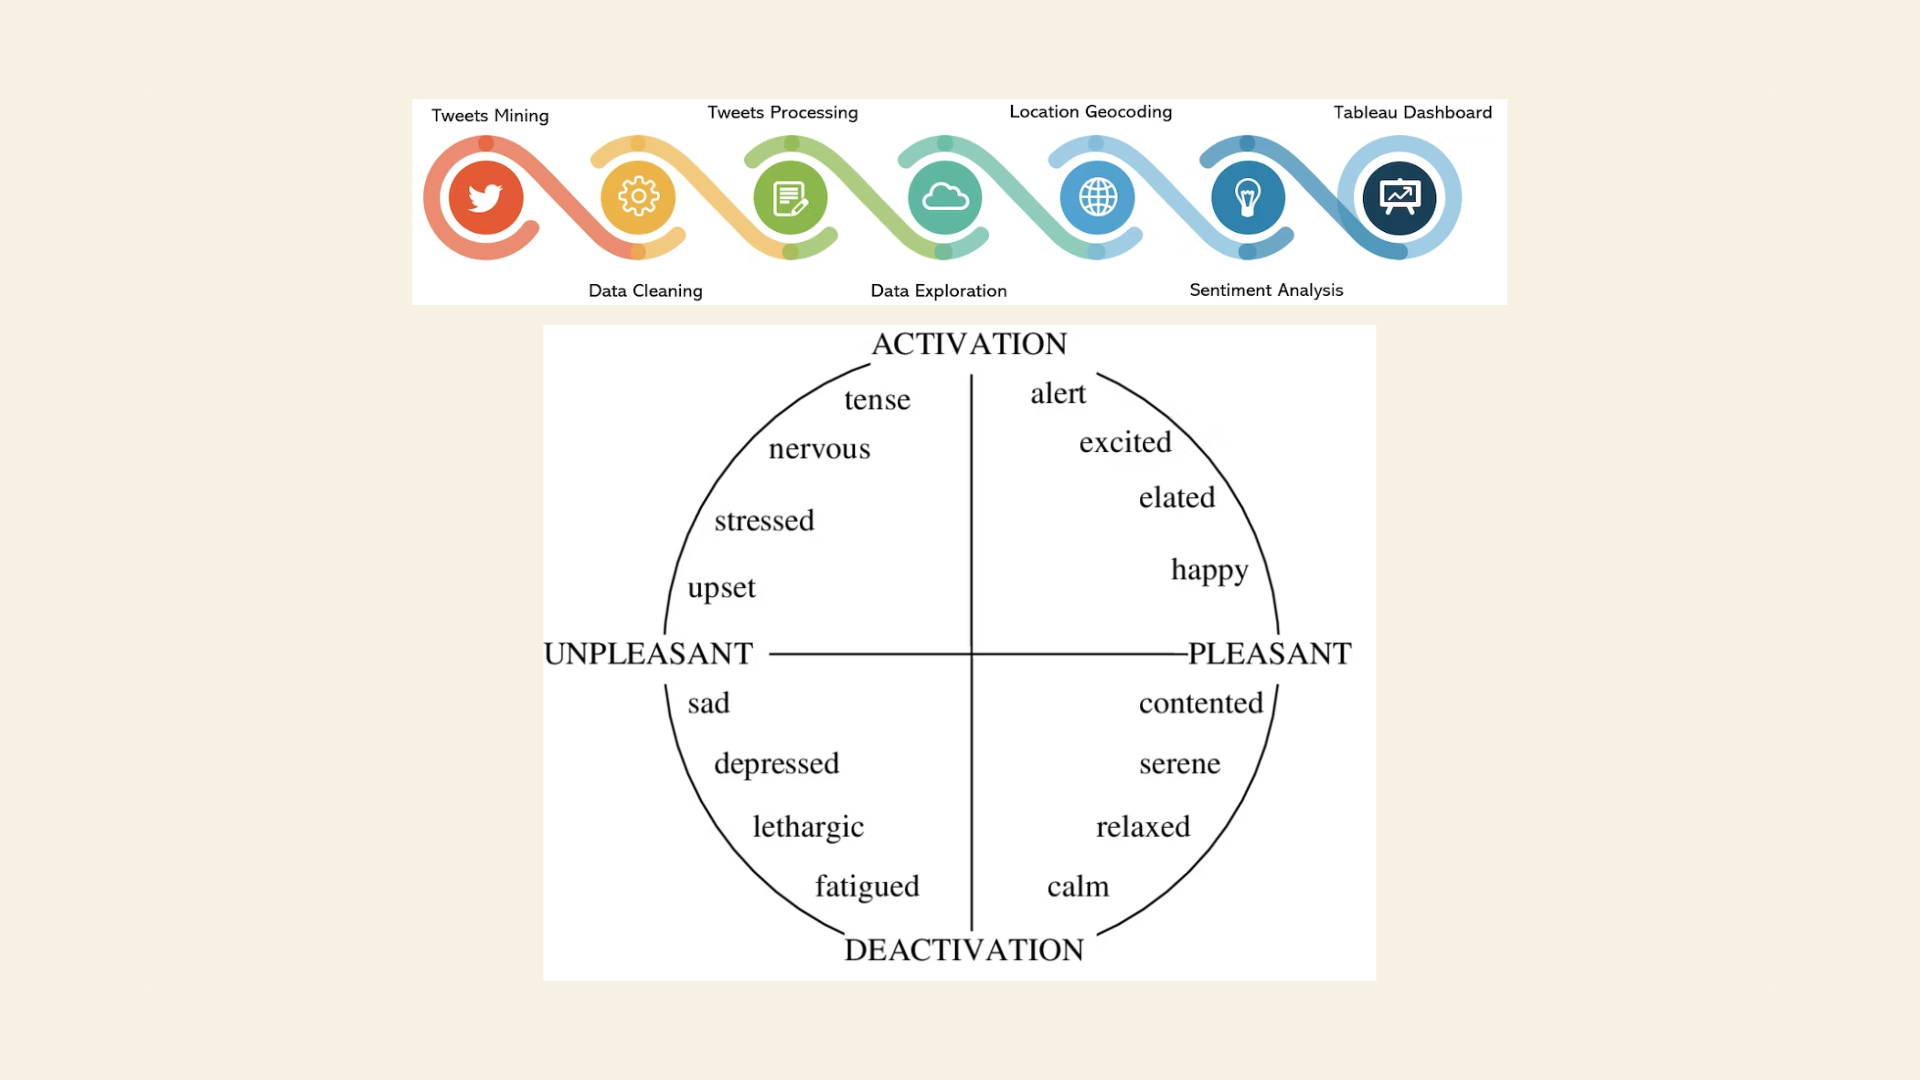 Tweets Mining
Tweets Processing
Location Geocoding
Tableau Dashboard
Data Cleaning
Data Exploration
Sentiment Analysis
ACTIVATION
tense
alert
nervous
excited
elated
stressed
happy
upset
UNPLEASANT
PLEASANT
sad
contented
depressed
serene
lethargic
relaxed
fatigued
calm
DEACTIVATION